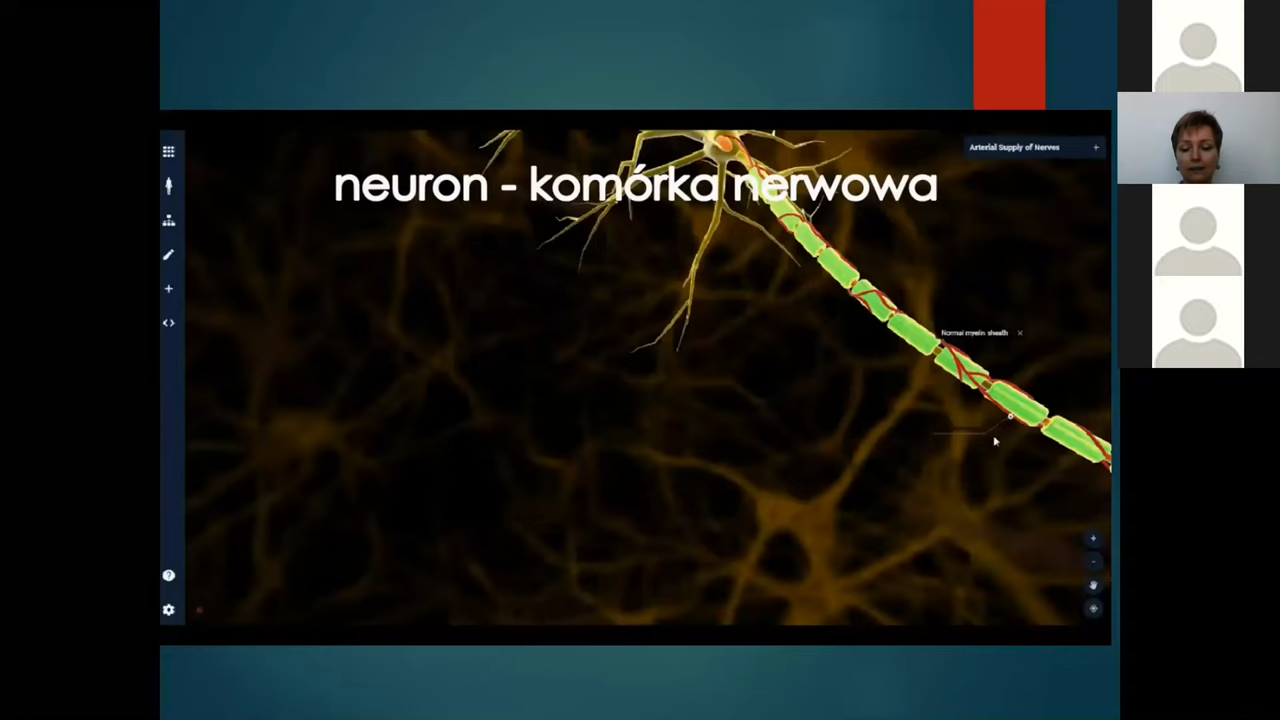 Arterial Supply of Nerves
neuron - komórka nerwowa
Normal myelin sheath